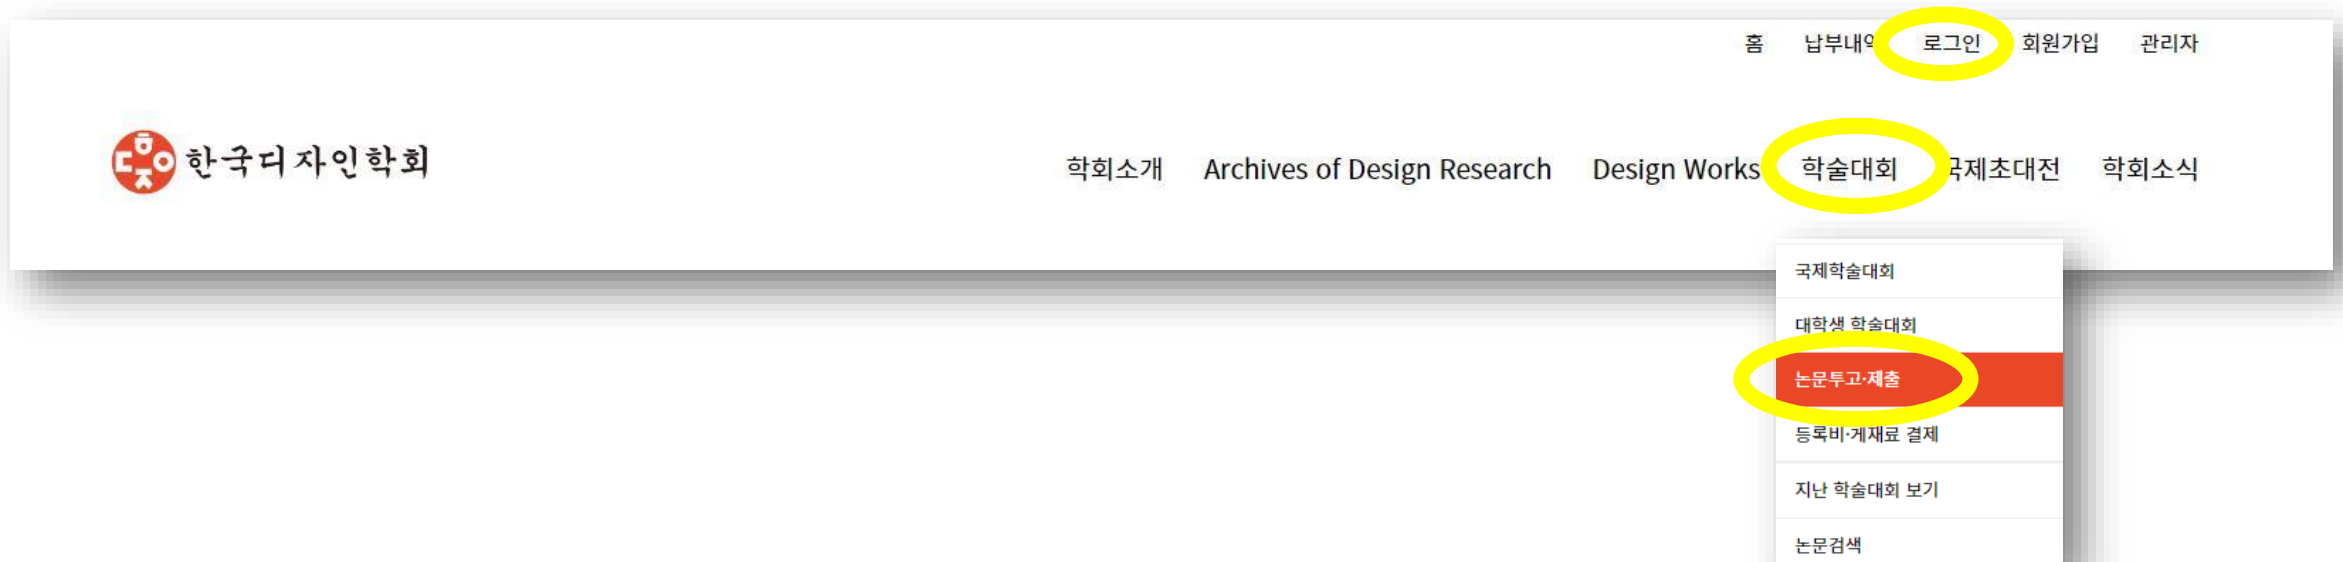 홈 납부내역 로그인 회원가입 관리자
한국디자인학회
학회소개 Archives of Design Research Design Works 학술대회 국제초대전 학회소식
국제학술대회
대학생 학술대회
논문투고·제출
등록비·게재료 결제
지난 학술대회 보기
논문검색